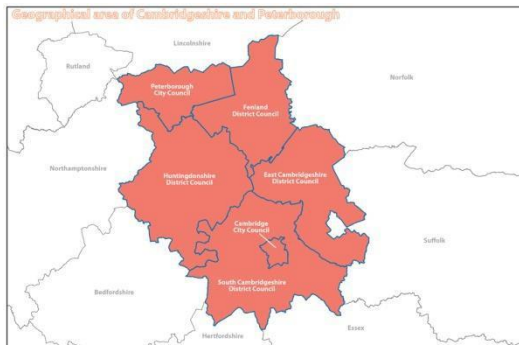 Geographical area of Cambridgeshire and Peterborough
Lincolnshire
Rutland
Norfolk
Peterborough
City Council
Fenland
District Council
Northamptonshire
Huntingdonshire
District Council
East Cambridgeshire
District Council
Cambridge
City Council
Suffolk
South Cambridgeshire
District Council
Bedfordshire
Hertfordshire
Essex